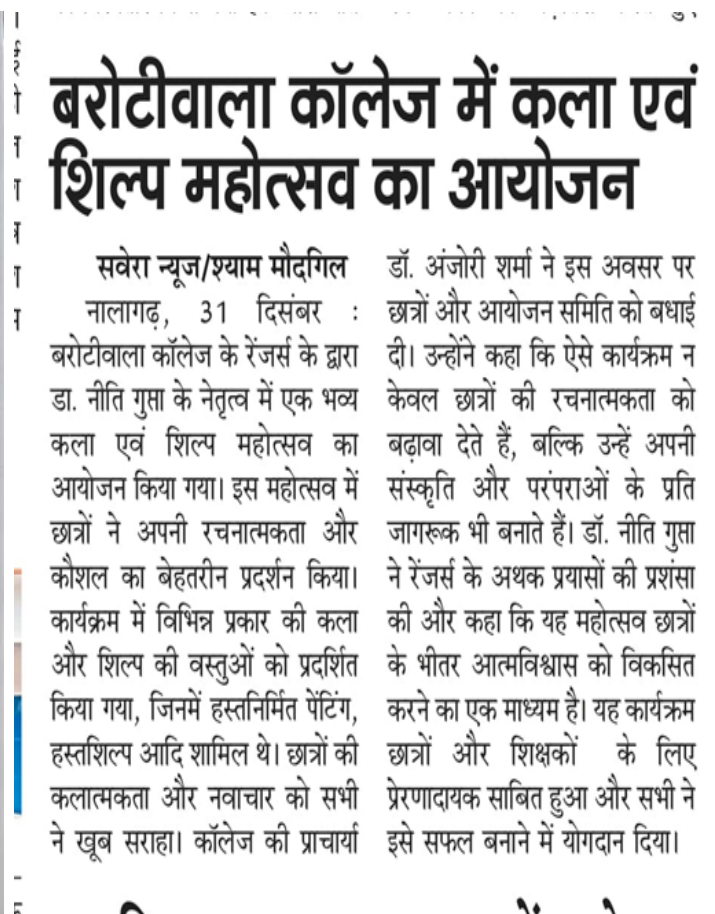 बरोटीवाला कॉलेज में कला एवं
शिल्प महोत्सव का आयोजन
सवेरा न्यूज/श्याम मौदगिल
नालागढ़, 31 दिसंबर :
बरोटीवाला कॉलेज के रेंजर्स के द्वारा
डा. नीति गुप्ता के नेतृत्व में एक भव्य
कला एवं शिल्प महोत्सव का
आयोजन किया गया। इस महोत्सव में
छात्रों ने अपनी रचनात्मकता और
कौशल का बेहतरीन प्रदर्शन किया।
कार्यक्रम में विभिन्न प्रकार की कला
और शिल्प की वस्तुओं को प्रदर्शित
किया गया, जिनमें हस्तनिर्मित पेंटिंग,
हस्तशिल्प आदि शामिल थे। छात्रों की
कलात्मकता और नवाचार को सभी
ने खूब सराहा। कॉलेज की प्राचार्या
डॉ. अंजोरी शर्मा ने इस अवसर पर
छात्रों और आयोजन समिति को बधाई
दी। उन्होंने कहा कि ऐसे कार्यक्रम न
केवल छात्रों की रचनात्मकता को
बढ़ावा देते हैं, बल्कि उन्हें अपनी
संस्कृति और परंपराओं के प्रति
जागरूक भी बनाते हैं। डॉ. नीति गुप्ता
ने रेंजर्स के अथक प्रयासों की प्रशंसा
की और कहा कि यह महोत्सव छात्रों
के भीतर आत्मविश्वास को विकसित
करने का एक माध्यम है। यह कार्यक्रम
छात्रों और शिक्षकों के लिए
प्रेरणादायक साबित हुआ और सभी ने
इसे सफल बनाने में योगदान दिया।